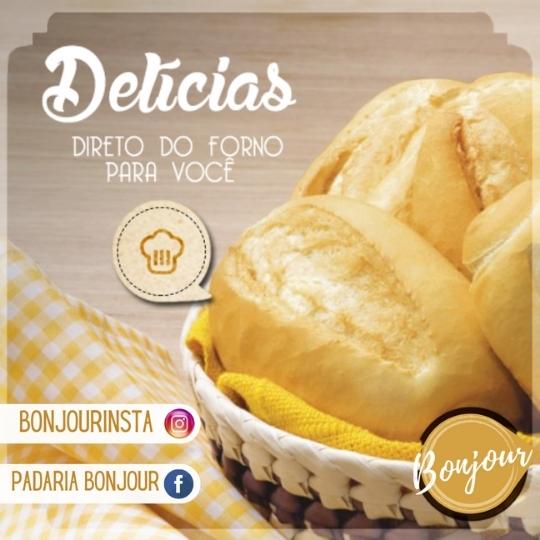 Delícias
DIRETO DO FORNO
PARA VOCÊ
BONJOURINSTA
PADARIA BONJOUR
Bonjour